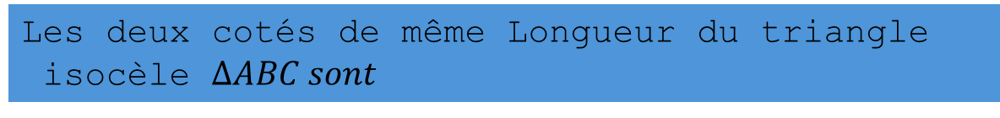 Les deux cotés de même Longueur du triangle
isocèle ΔABC sont